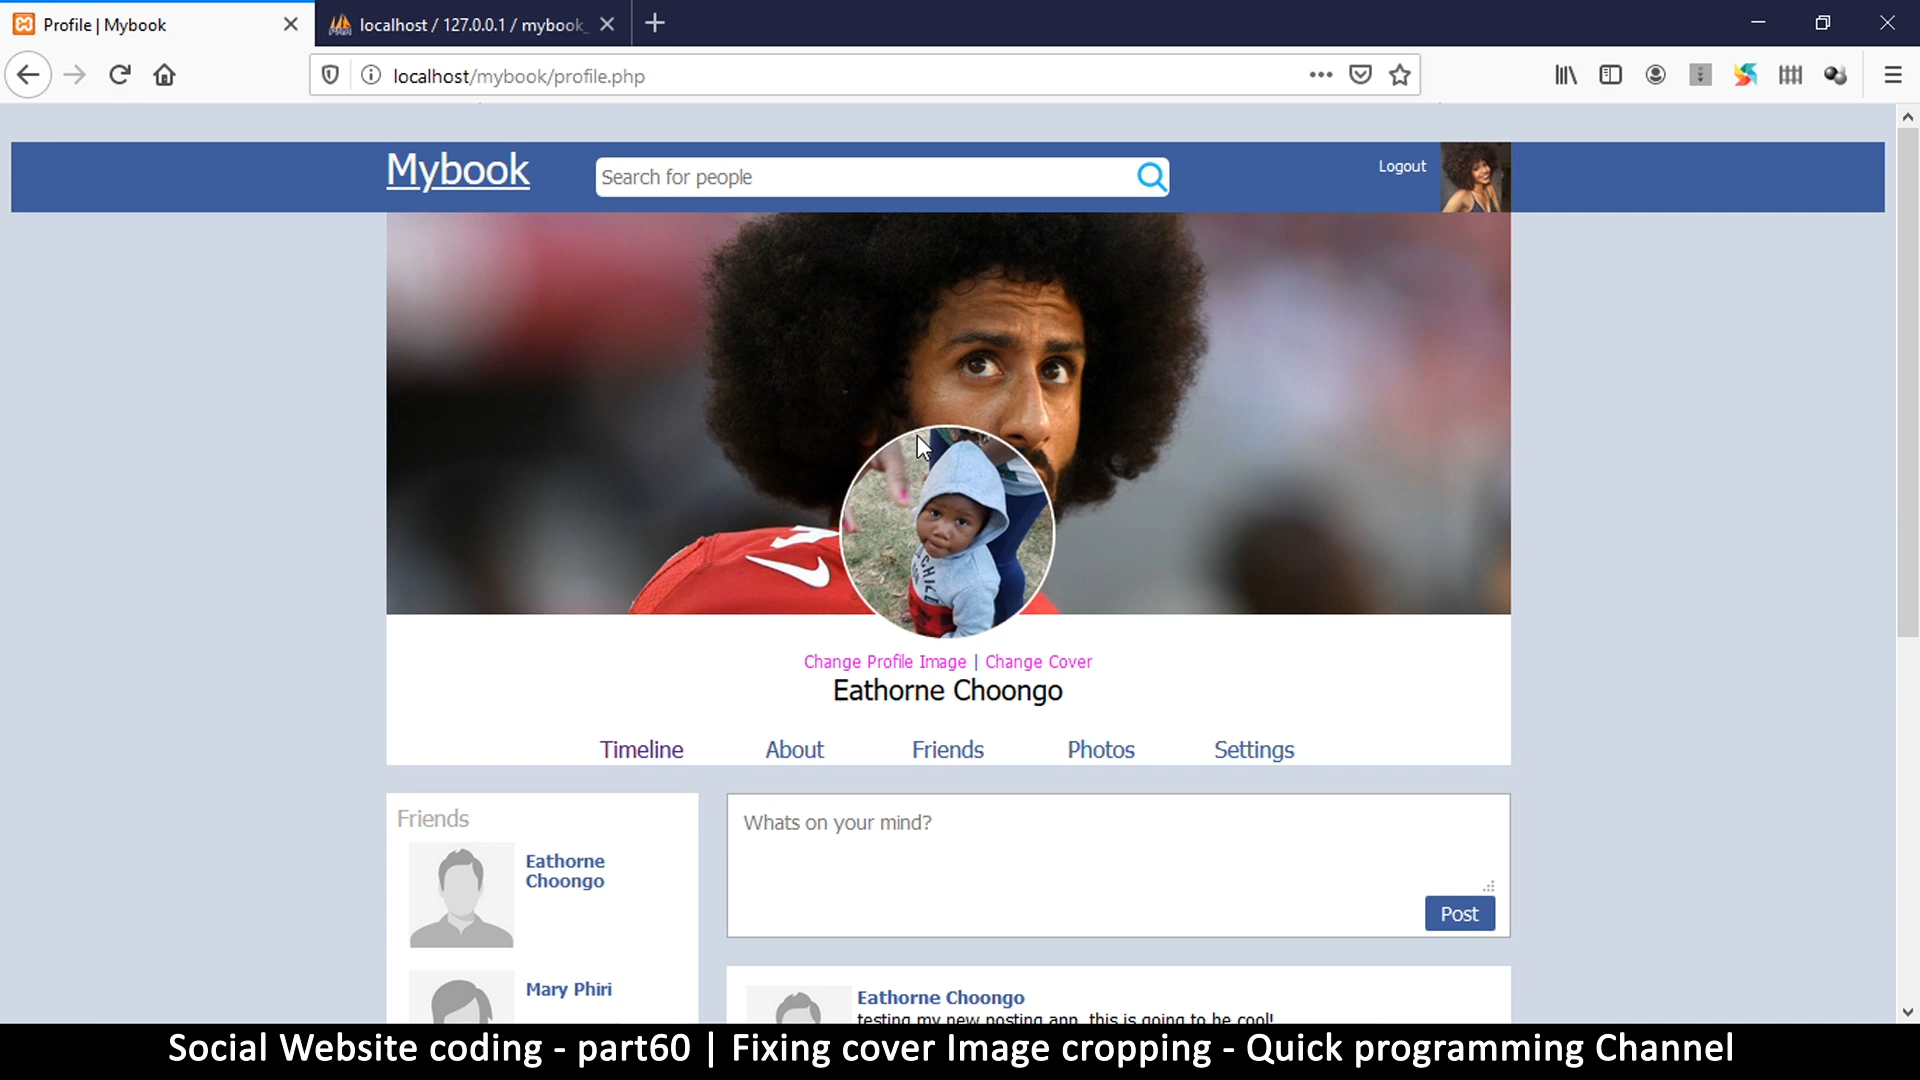 Profile | Mybook
localhost / 127.0.0.1 / mybook_
localhost/mybook/profile.php
Mybook
Search for people
Logout
Change Profile Image | Change Cover
Eathorne Choongo
Timeline About Friends Photos Settings
Friends
Whats on your mind?
Eathorne
Choongo
Post
Mary Phiri
Eathorne Choongo
testing my new posting app, this is going to be cool!
Social Website coding - part60 | Fixing cover Image cropping - Quick programming Channel